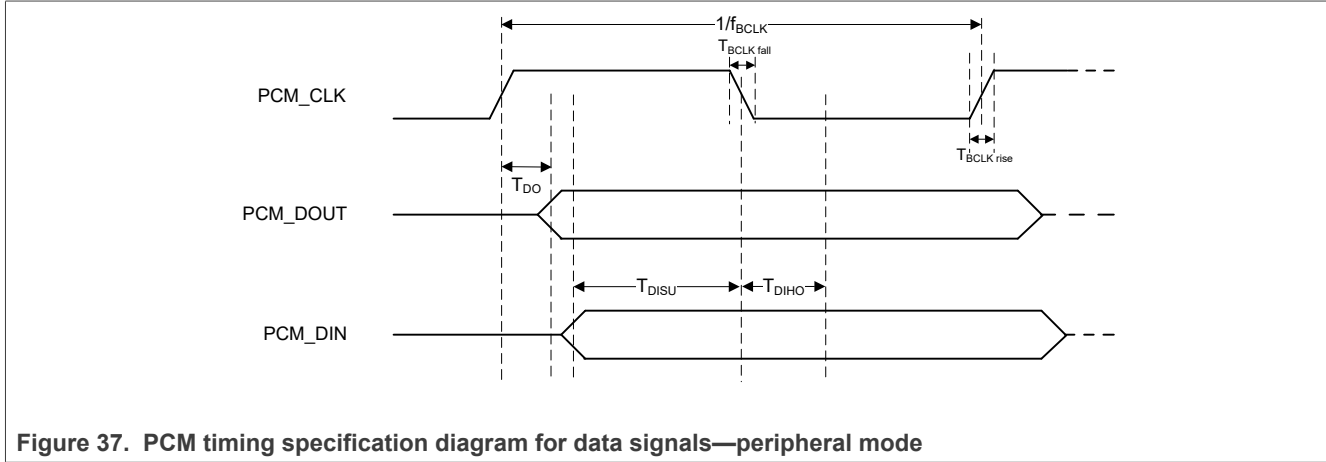 1/fBCLK
TBCLK fall
PCM_CLK
TBCLK rise
TDO
PCM_DOUT
TDISU
TDIHO
PCM_DIN
Figure 37. PCM timing specification diagram for data signals—peripheral mode